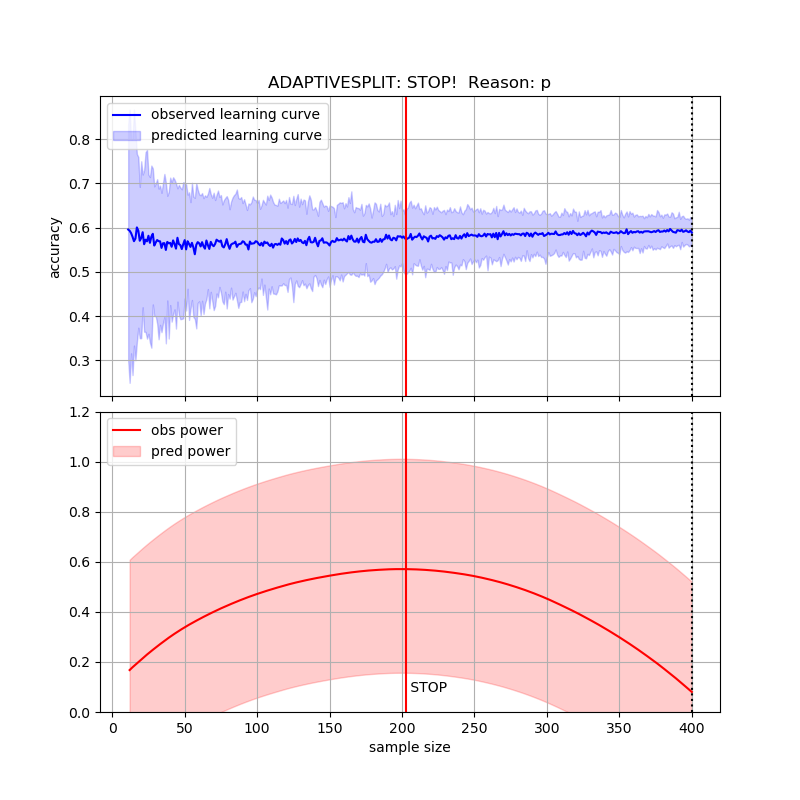 ADAPTIVESPLIT: STOP!  Reason: p
observed learning curve
predicted learning curve
accuracy
0.8
0.7
0.6
0.5
0.4
0.3
obs power
pred power
1.2
1.0
0.8
0.6
0.4
0.2
0.0
STOP
0 50 100 150 200 250 300 350 400
sample size